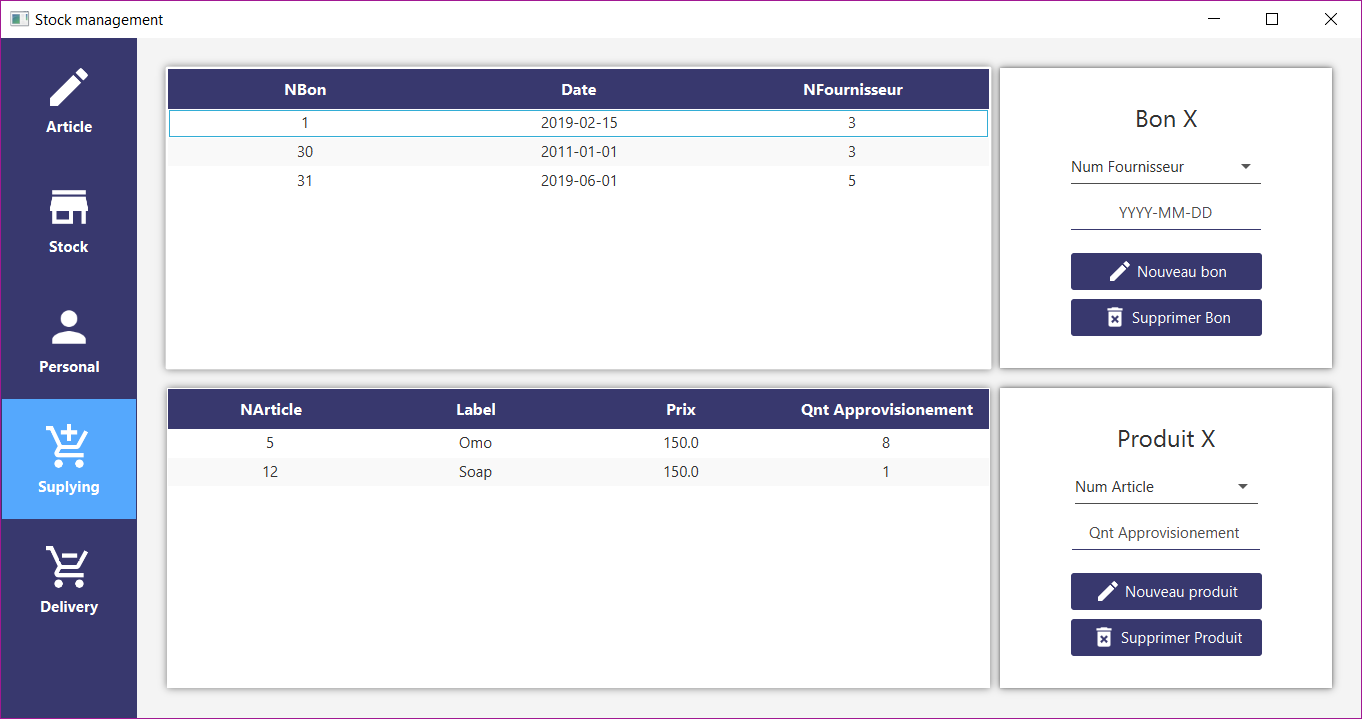 Stock management
Article
Stock
Personal
Suplying
Delivery
NBon Date NFournisseur
1 2019-02-15 3
30 2011-01-01 3
31 2019-06-01 5
Bon X
Num Fournisseur
YYYY-MM-DD
Nouveau bon
Supprimer Bon
NArticle Label Prix Qnt Approvisionement
5 Omo 150.0 8
12 Soap 150.0 1
Produit X
Num Article
Qnt Approvisionement
Nouveau produit
Supprimer Produit